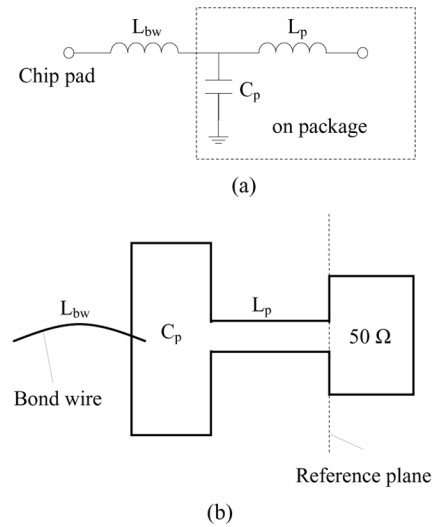 L_bw
L_p
Chip pad
C_p
on package
(a)
L_bw
L_p
C_p
50 Ω
Bond wire
Reference plane
(b)